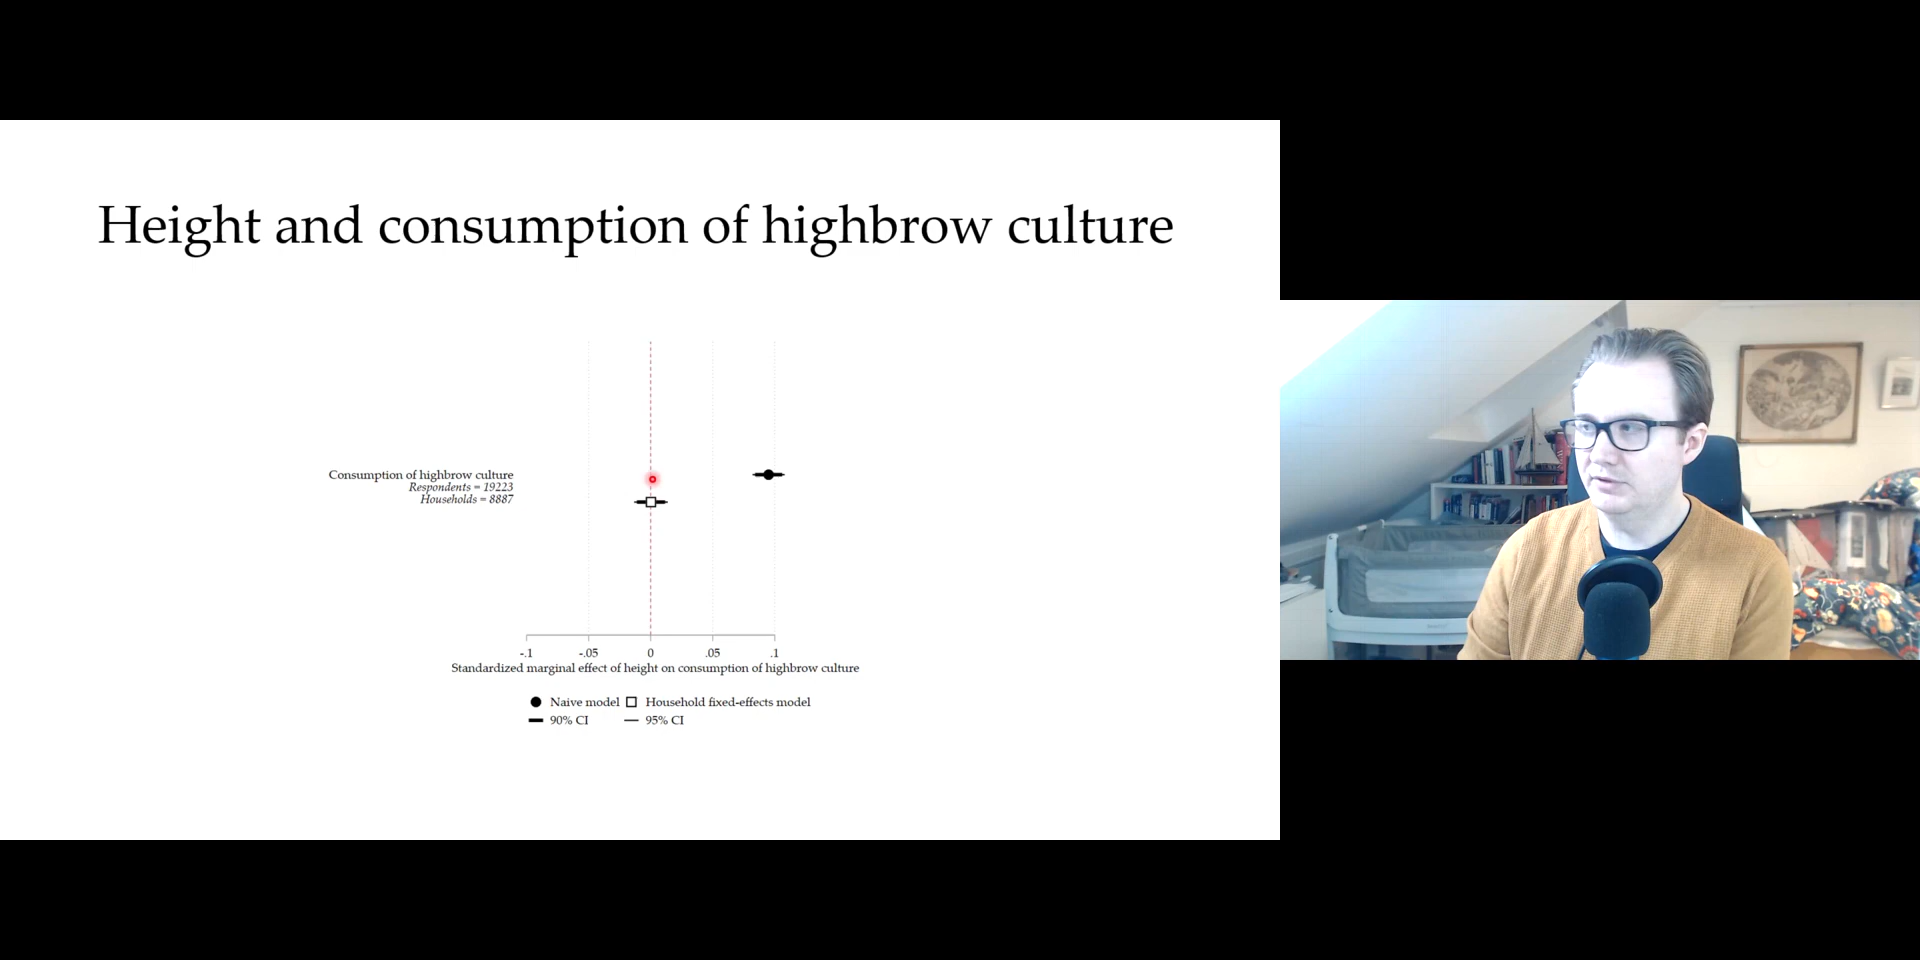 Height and consumption of highbrow culture
Consumption of highbrow culture
Respondents = 19223
Households = 8887
-.1 -.05 0 .05 .1
Standardized marginal effect of height on consumption of highbrow culture
Naive model Household fixed-effects model
90% CI 95% CI